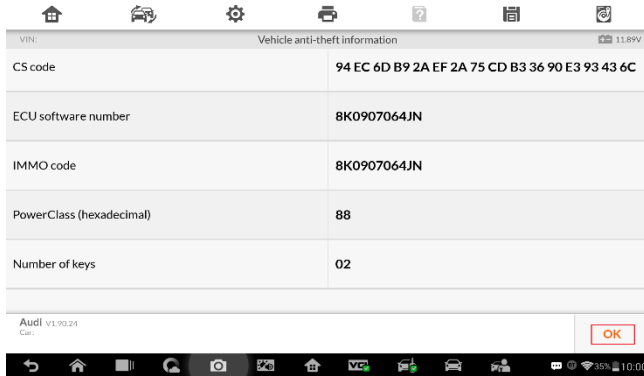 VIN: Vehicle anti-theft information 11.89V
CS code 94 EC 6D B9 2A EF 2A 75 CD B3 36 90 E3 93 43 6C
ECU software number 8K0907064JN
IMMO code 8K0907064JN
PowerClass (hexadecimal) 88
Number of keys 02
Audi V1.90.24
Car:
OK
35%